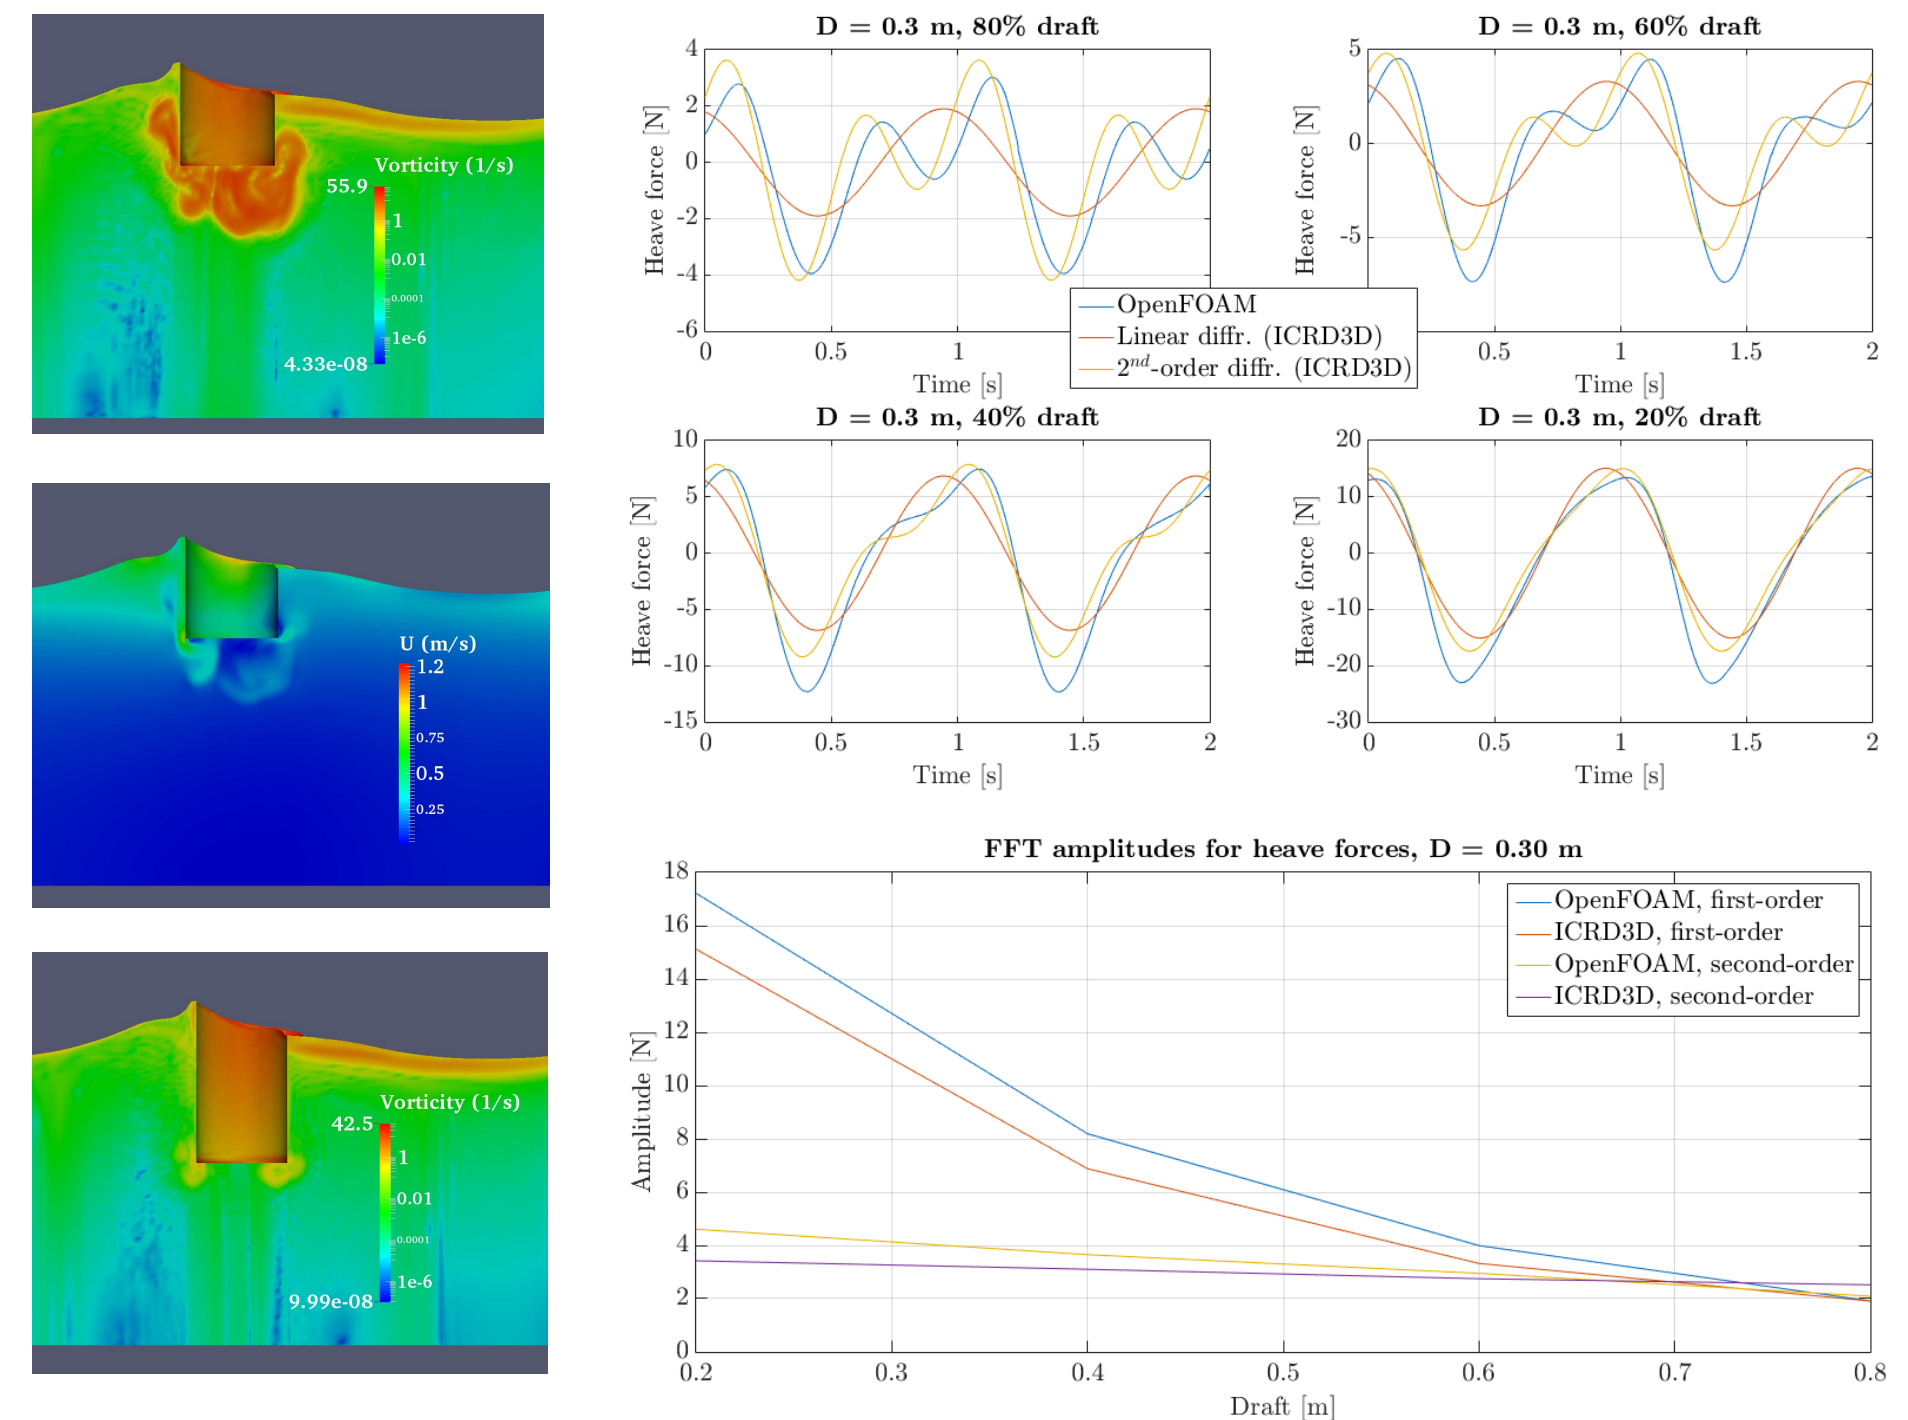 Vorticity (1/s)
55.9
1
0.01
0.0001
1e-6
4.33e-08
U (m/s)
1.2
1
0.75
0.5
0.25
Vorticity (1/s)
42.5
1
0.01
0.0001
1e-6
9.99e-08
D = 0.3 m, 80% draft
Heave force [N]
4
2
0
-2
-4
-6
0
0.5
1
Time [s]
D = 0.3 m, 60% draft
Heave force [N]
5
0
-5
0.5
1
1.5
2
Time [s]
OpenFOAM
Linear diffr. (ICRD3D)
2nd-order diffr. (ICRD3D)
D = 0.3 m, 40% draft
Heave force [N]
10
5
0
-5
-10
-15
0
0.5
1
1.5
2
Time [s]
D = 0.3 m, 20% draft
Heave force [N]
20
10
0
-10
-20
-30
0
0.5
1
1.5
2
Time [s]
FFT amplitudes for heave forces, D = 0.30 m
Amplitude [N]
18
16
14
12
10
8
6
4
2
0
0.2
0.3
0.4
0.5
0.6
0.7
0.8
Draft [m]
OpenFOAM, first-order
ICRD3D, first-order
OpenFOAM, second-order
ICRD3D, second-order